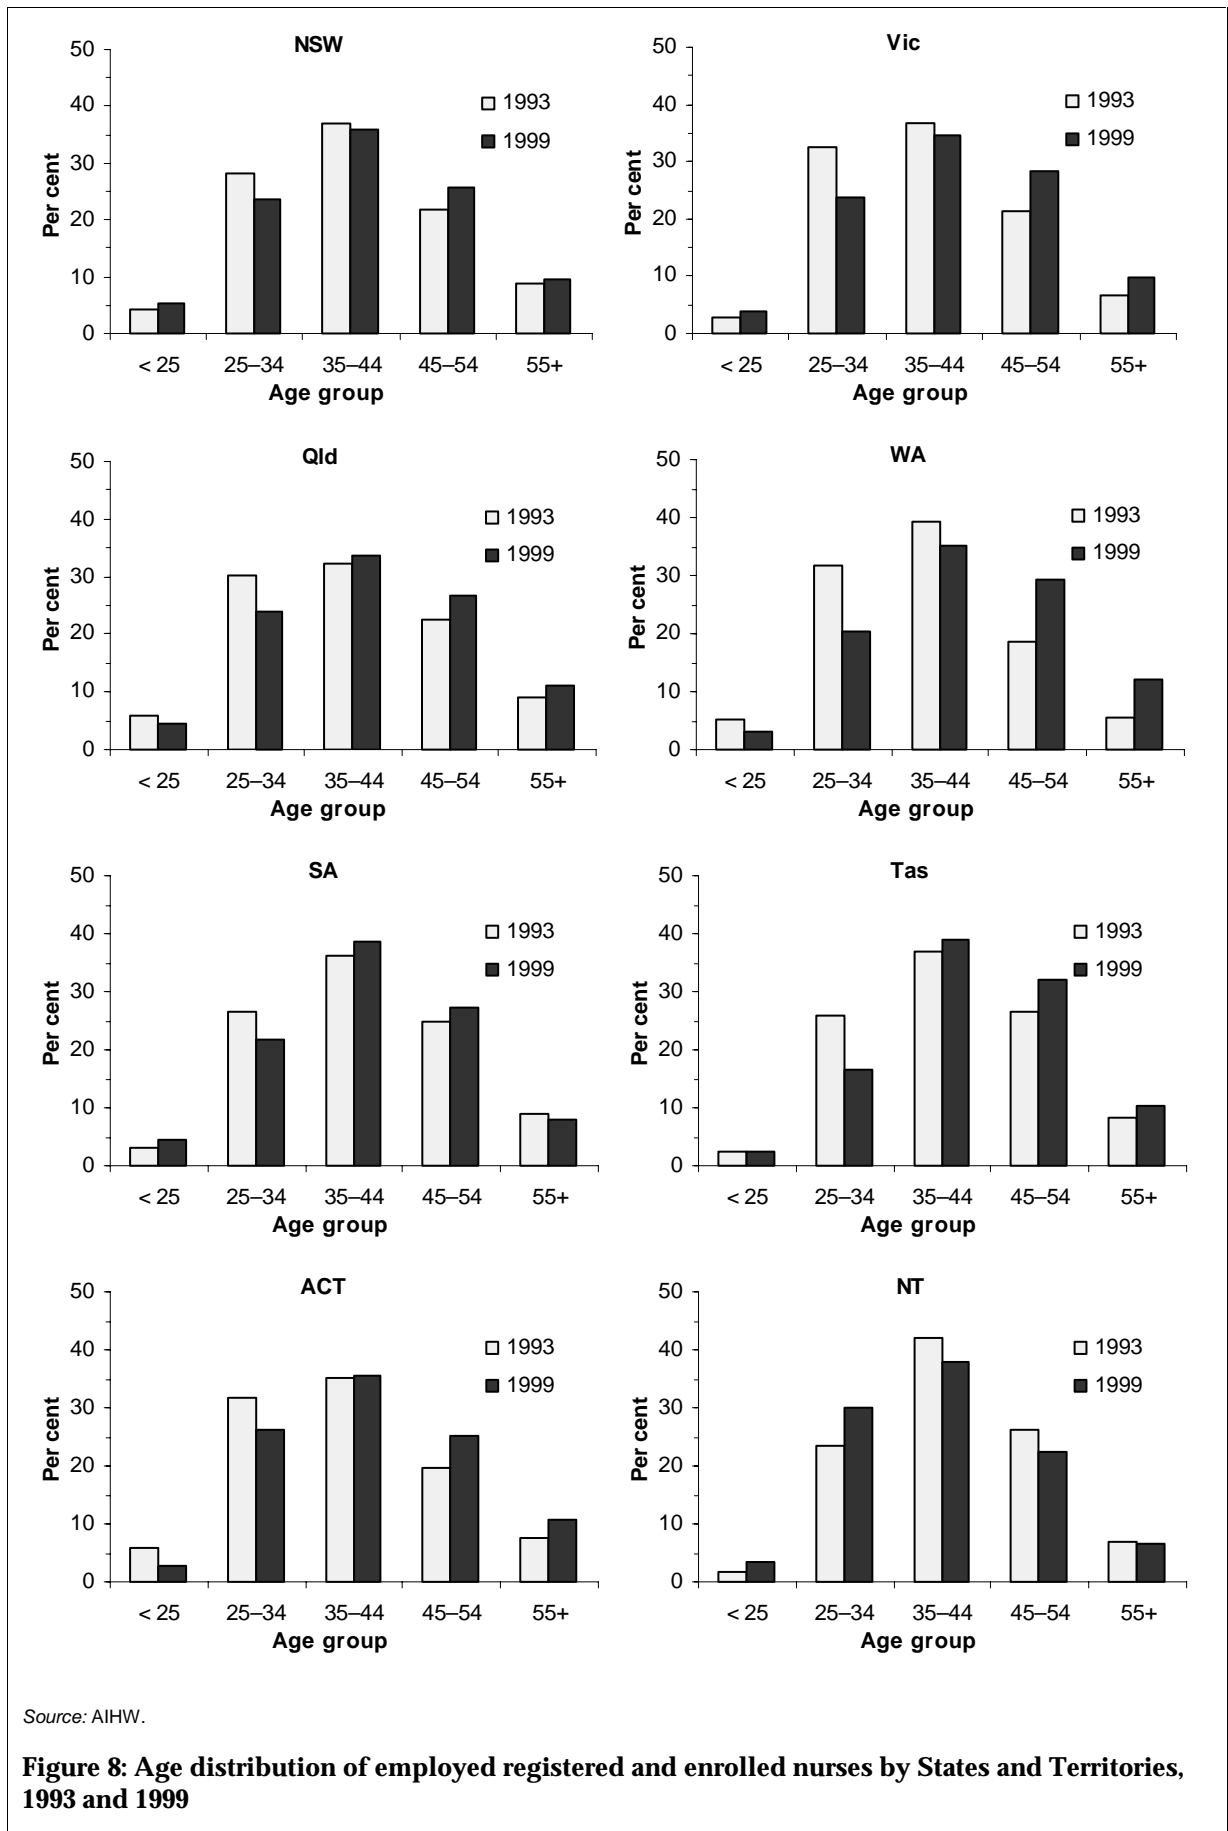 NSW
50
40
30
20
10
0
Per cent
1993
1999
< 25 25–34 35–44 45–54 55+
Age group
Vic
50
40
30
20
10
0
Per cent
1993
1999
< 25 25–34 35–44 45–54 55+
Age group
Qld
50
40
30
20
10
0
Per cent
1993
1999
< 25 25–34 35–44 45–54 55+
Age group
WA
50
40
30
20
10
0
Per cent
1993
1999
< 25 25–34 35–44 45–54 55+
Age group
SA
50
40
30
20
10
0
Per cent
1993
1999
< 25 25–34 35–44 45–54 55+
Age group
Tas
50
40
30
20
10
0
Per cent
1993
1999
< 25 25–34 35–44 45–54 55+
Age group
ACT
50
40
30
20
10
0
Per cent
1993
1999
< 25 25–34 35–44 45–54 55+
Age group
NT
50
40
30
20
10
0
Per cent
1993
1999
< 25 25–34 35–44 45–54 55+
Age group
Source: AIHW.
Figure 8: Age distribution of employed registered and enrolled nurses by States and Territories,
1993 and 1999